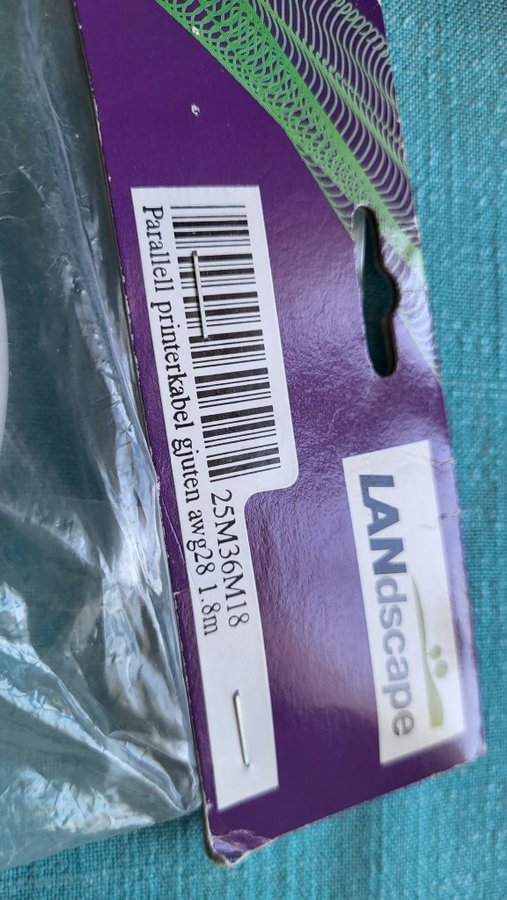 LANdscape
25M36M18
Parallell printerkabel gjuten awg28 1.8m